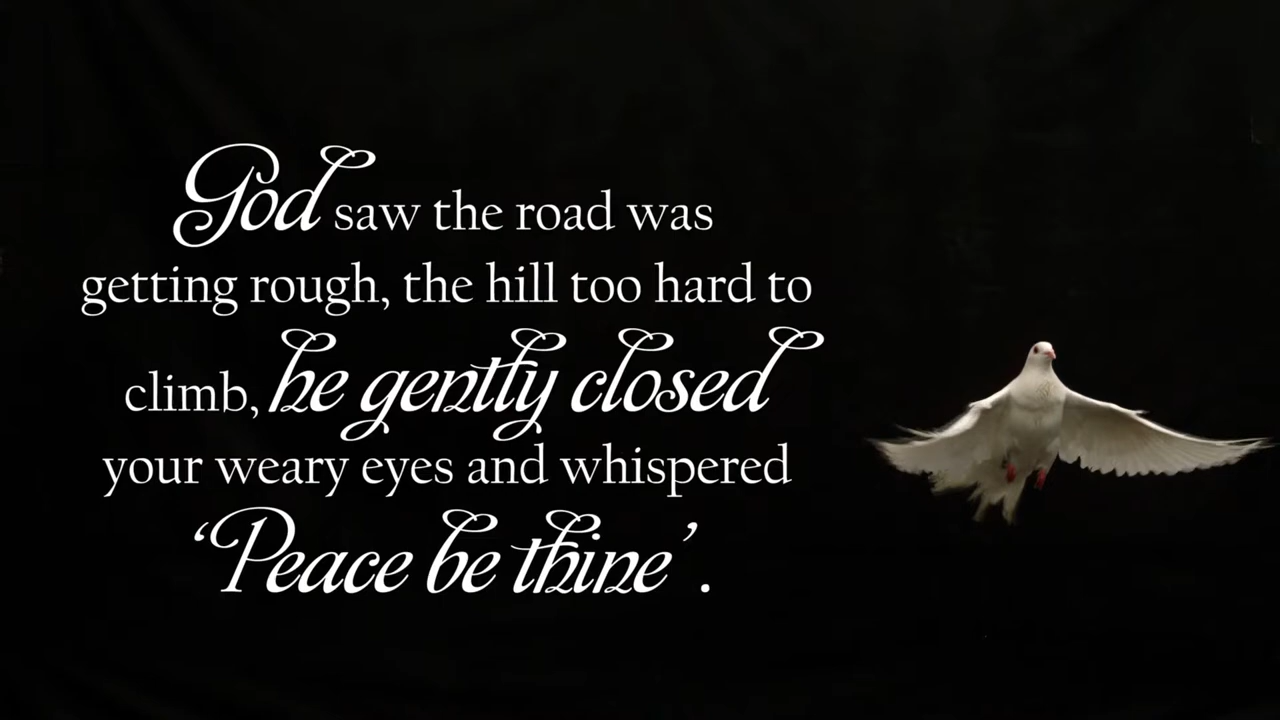 God saw the road was
getting rough, the hill too hard to
climb, he gently closed
your weary eyes and whispered
‘Peace be thine’ .